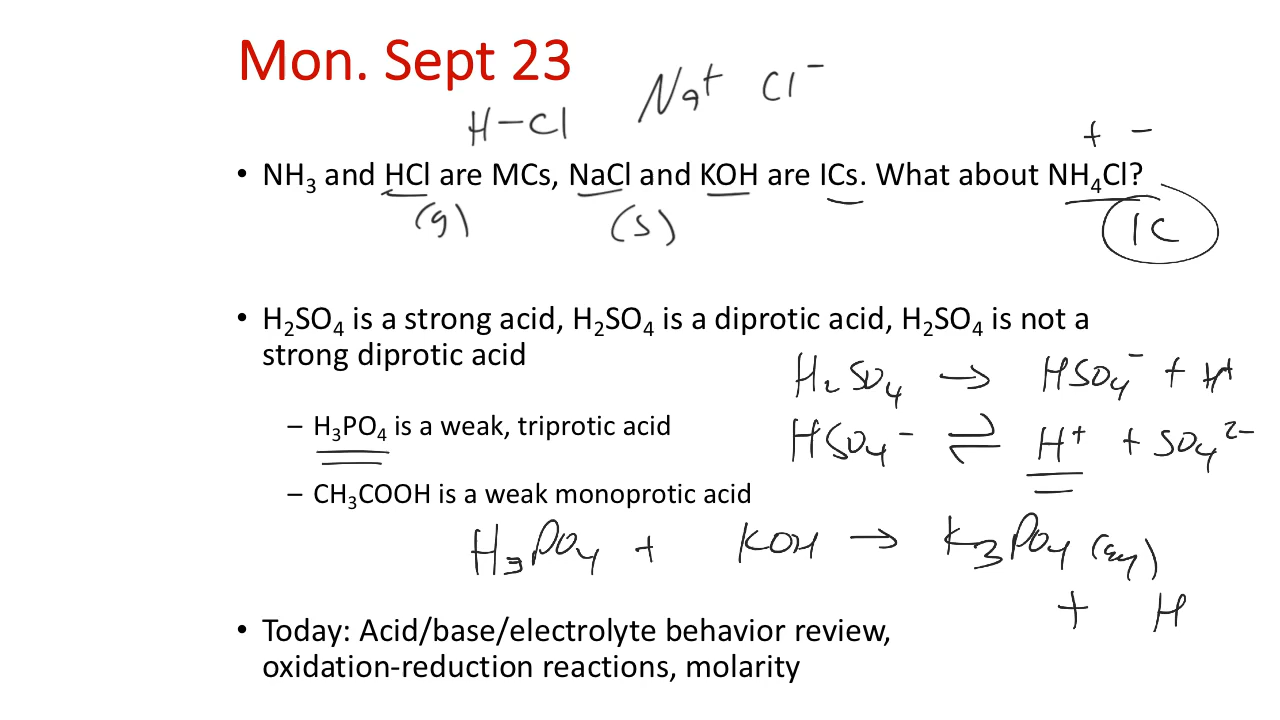 Mon. Sept 23
Na⁺ Cl⁻
H-Cl
+ −
• NH₃ and HCl are MCs, NaCl and KOH are ICs. What about NH₄Cl?
(g) (s) IC
• H₂SO₄ is a strong acid, H₂SO₄ is a diprotic acid, H₂SO₄ is not a
strong diprotic acid
H₂SO₄ → HSO₄⁻ + H⁺
– H₃PO₄ is a weak, triprotic acid
HSO₄⁻ ⇌ H⁺ + SO₄²⁻
– CH₃COOH is a weak monoprotic acid
H₃PO₄ + KOH → K₃PO₄ (aq)
+ H
• Today: Acid/base/electrolyte behavior review,
oxidation-reduction reactions, molarity